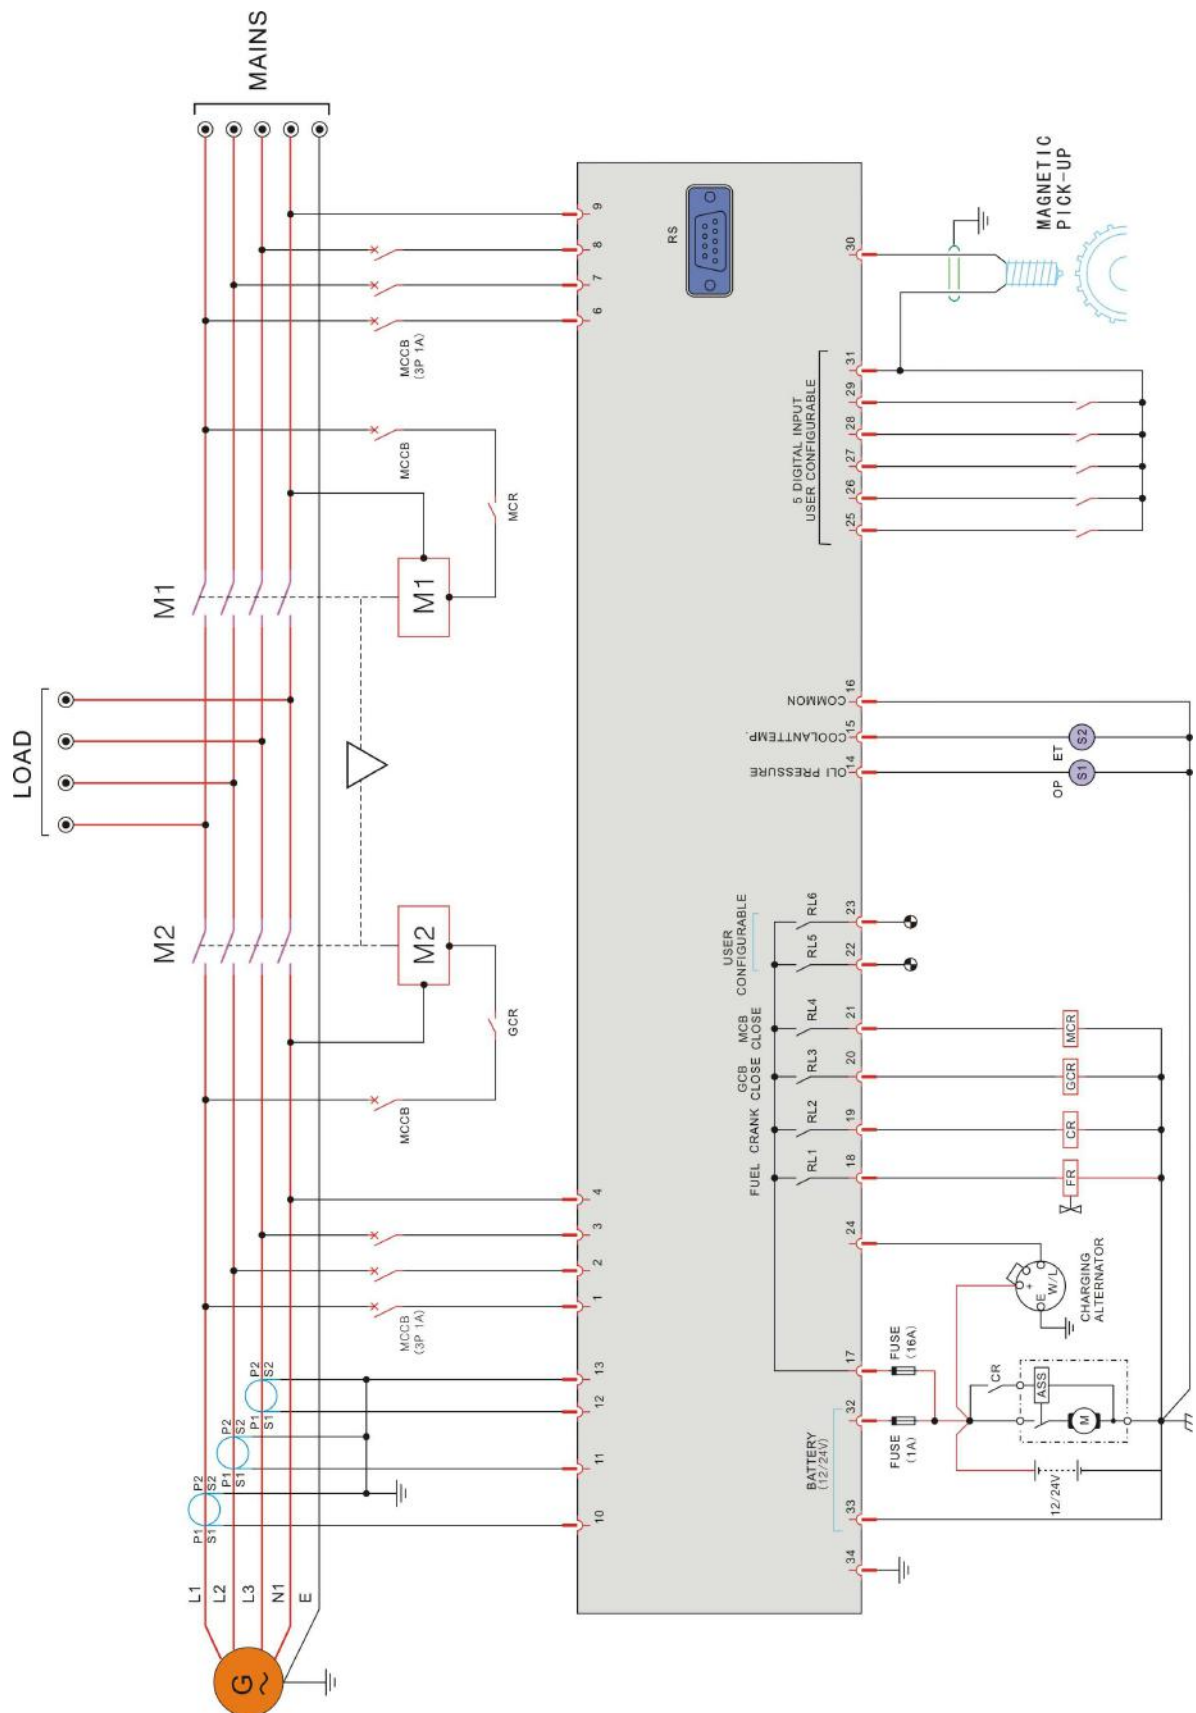 MAINS
LOAD
M1
M2
L1
L2
L3
N1
E
G
~
P1
P2
S1
S2
P1
P2
S1
S2
P1
P2
S1
S2
MCCB
(3P 1A)
MCCB
GCR
M2
M1
MCR
MCCB
MCCB
(3P 1A)
10
11
12
13
1
2
3
4
6
7
8
9
RS
34
33
32
17
24
18
19
20
21
22
23
14
15
16
25
26
27
28
29
31
30
BATTERY
(12/24V)
FUEL
CRANK
GCB
CLOSE
MCB
CLOSE
USER
CONFIGURABLE
RL1
RL2
RL3
RL4
RL5
RL6
OLI PRESSURE
COOLANTTEMP.
COMMON
5 DIGITAL INPUT
USER CONFIGURABLE
FUSE
(1A)
FUSE
(16A)
12/24V
CR
ASS
M
E
+
W/L
CHARGING
ALTERNATOR
FR
CR
GCR
MCR
OP
S1
ET
S2
MAGNETIC
PICK-UP